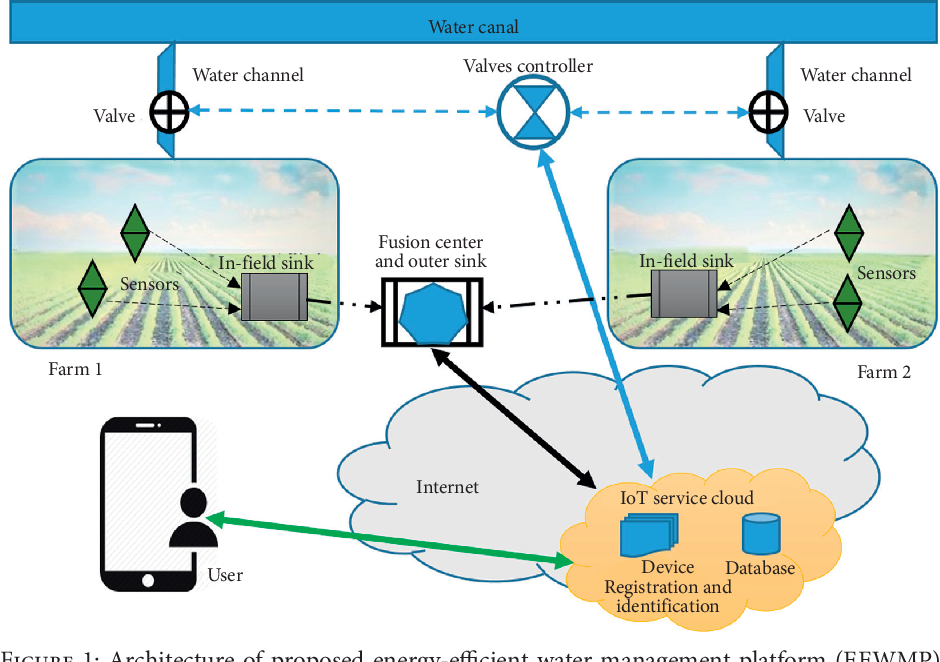 Water canal
Water channel
Valves controller
Water channel
Valve
Valve
Fusion center
and outer sink
In-field sink
In-field sink
Sensors
Sensors
Farm 1
Farm 2
Internet
IoT service cloud
Device
Registration and
identification
Database
User
FIGURE 1: Architecture of proposed energy-efficient water management platform (EEWMP)